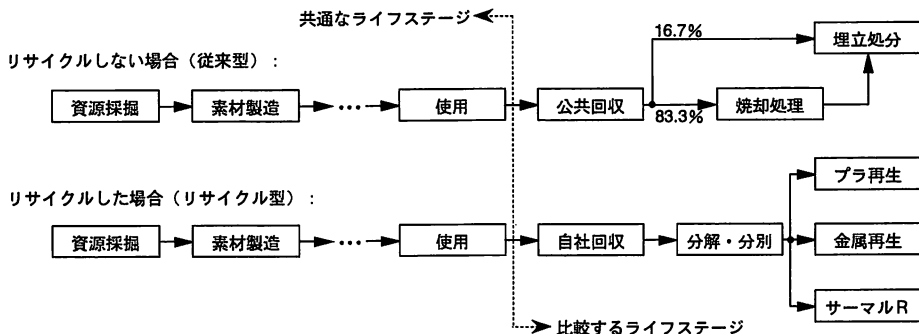 共通なライフステージ
リサイクルしない場合（従来型）：
16.7%
埋立処分
資源採掘
素材製造
･･･
使用
公共回収
83.3%
焼却処理
リサイクルした場合（リサイクル型）：
プラ再生
資源採掘
素材製造
･･･
使用
自社回収
分解・分別
金属再生
サーマルR
比較するライフステージ